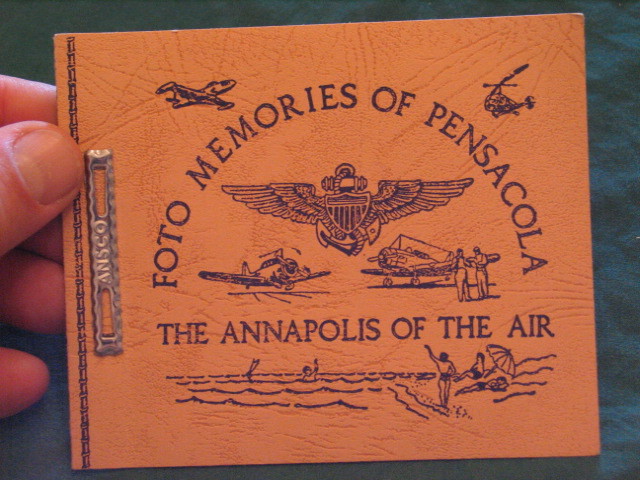 FOTO MEMORIES OF PENSACOLA
THE ANNAPOLIS OF THE AIR
ANSCO